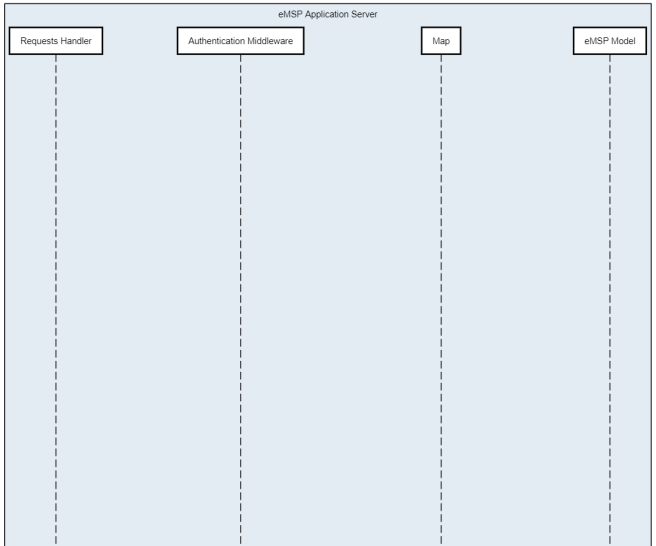 eMSP Application Server
Requests Handler
Authentication Middleware
Map
eMSP Model